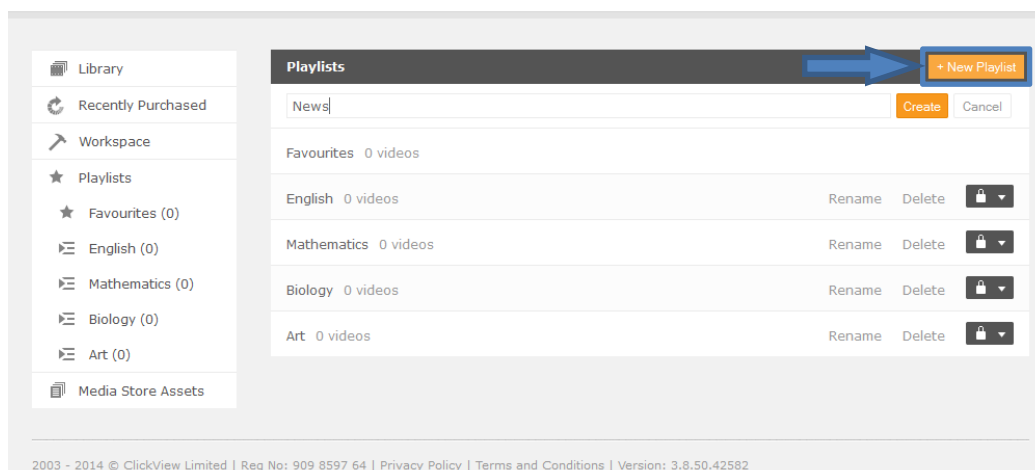 Library
Recently Purchased
Workspace
Playlists
Favourites (0)
English (0)
Mathematics (0)
Biology (0)
Art (0)
Media Store Assets
Playlists + New Playlist
News Create Cancel
Favourites 0 videos
English 0 videos Rename Delete
Mathematics 0 videos Rename Delete
Biology 0 videos Rename Delete
Art 0 videos Rename Delete
2003 - 2014 © ClickView Limited | Reg No: 909 8597 64 | Privacy Policy | Terms and Conditions | Version: 3.8.50.42582